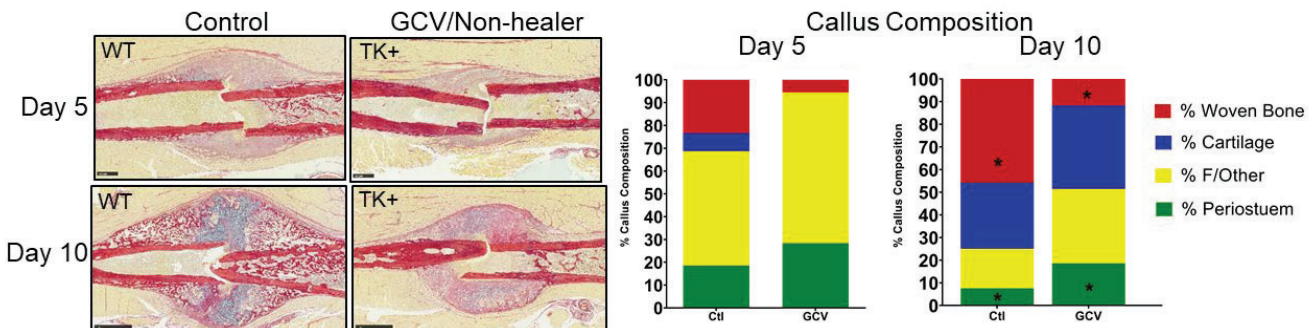 Control
GCV/Non-healer
Callus Composition
Day 5
Day 10
WT
TK+
Day 5
WT
TK+
Day 10
% Callus Composition
100
90
80
70
60
50
40
30
20
10
0
Ctl
GCV
% Callus Composition
100
90
80
70
60
50
40
30
20
10
0
*
*
*
*
Ctl
GCV
% Woven Bone
% Cartilage
% F/Other
% Periostuem